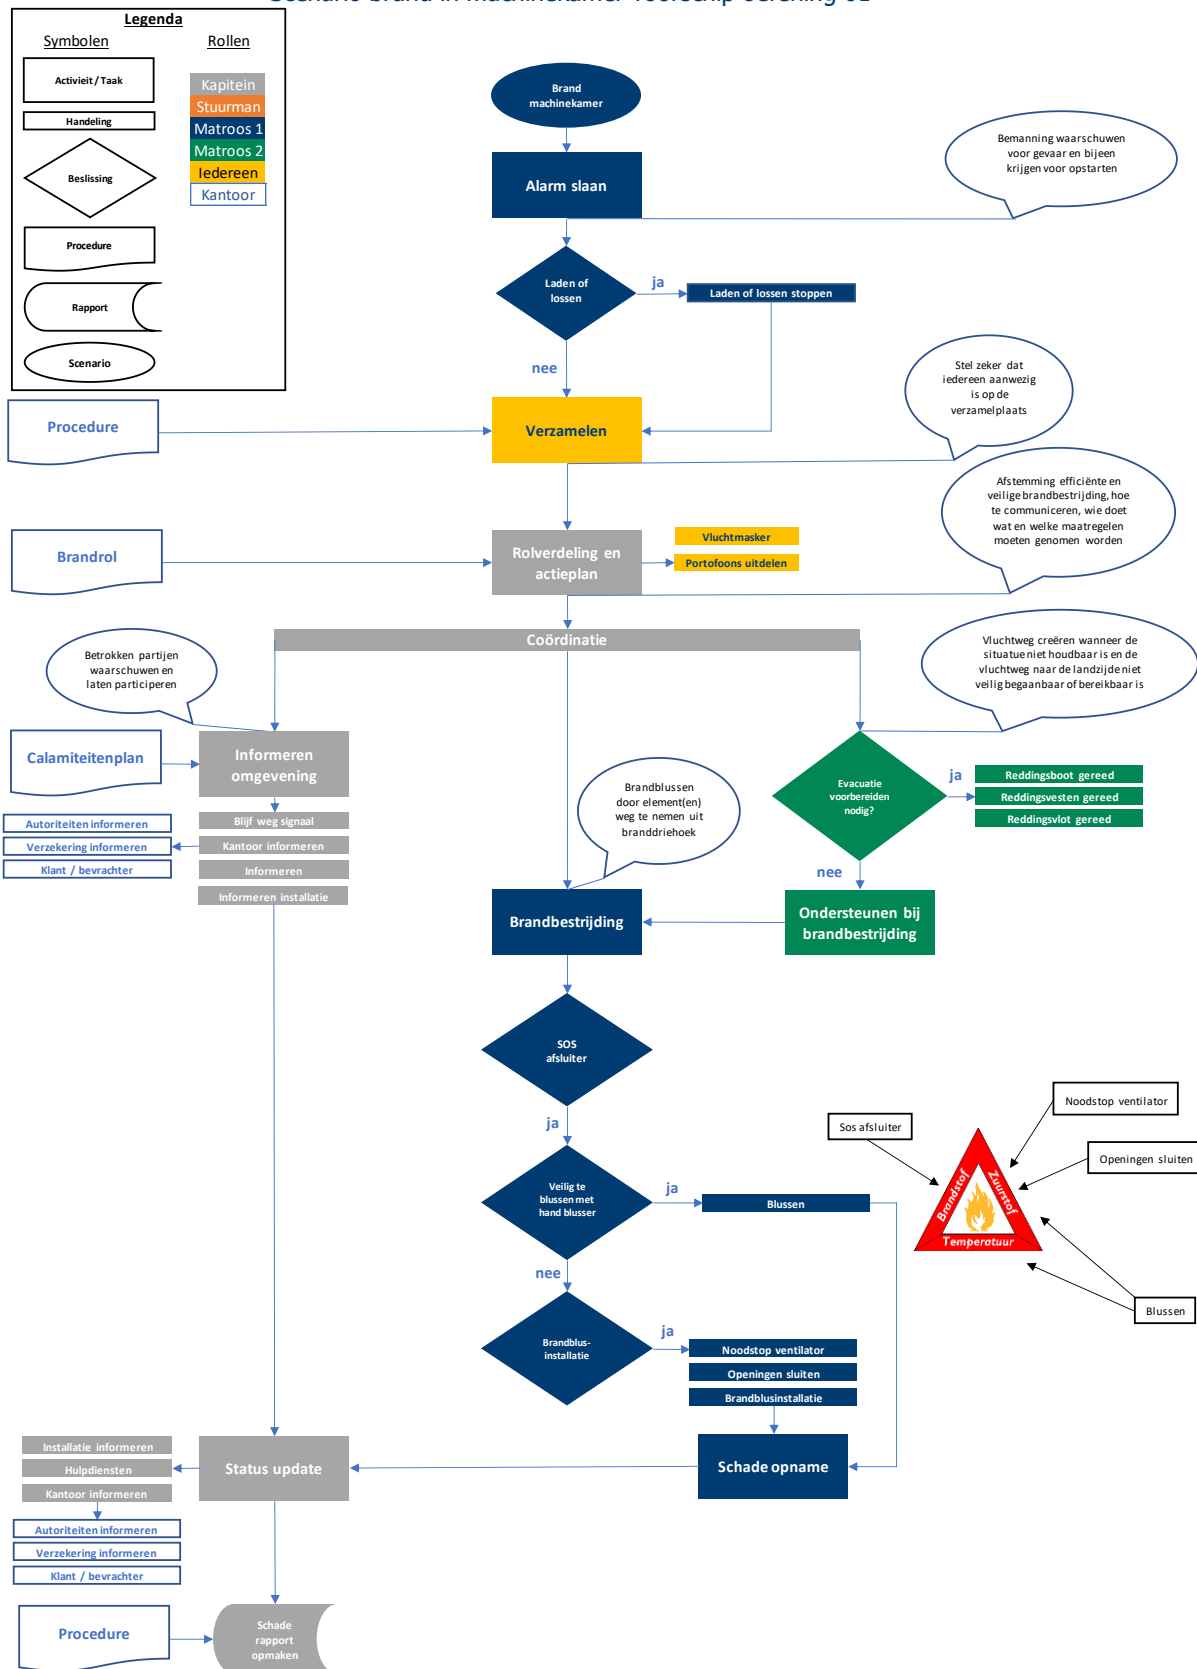 Scenario brand in machinekamer voorschip oefening 01
Legenda
Symbolen
Rollen
Activieit / Taak
Handeling
Beslissing
Procedure
Rapport
Scenario
Kapitein
Stuurman
Matroos 1
Matroos 2
Iedereen
Kantoor
Brand
machinekamer
Alarm slaan
Bemanning waarschuwen
voor gevaar en bijeen
krijgen voor opstarten
Laden of
lossen
ja
Laden of lossen stoppen
nee
Stel zeker dat
iedereen aanwezig
is op de
verzamelplaats
Procedure
Verzamelen
Afstemming efficiënte en
veilige brandbestrijding, hoe
te communiceren, wie doet
wat en welke maatregelen
moeten genomen worden
Brandrol
Rolverdeling en
actieplan
Vluchtmasker
Portofoons uitdelen
Coördinatie
Betrokken partijen
waarschuwen en
laten participeren
Vluchtweg creëren wanneer de
situatue niet houdbaar is en de
vluchtweg naar de landzijde niet
veilig begaanbaar of bereikbaar is
Calamiteitenplan
Informeren
omgevening
Brandblussen
door element(en)
weg te nemen uit
branddriehoek
Evacuatie
voorbereiden
nodig?
ja
Reddingsboot gereed
Reddingsvesten gereed
Reddingsvlot gereed
Blijf weg signaal
Kantoor informeren
Informeren
Informeren installatie
Autoriteiten informeren
Verzekering informeren
Klant / bevrachter
nee
Brandbestrijding
Ondersteunen bij
brandbestrijding
SOS
afsluiter
ja
Veilig te
blussen met
hand blusser
ja
Blussen
nee
Brandblus-
installatie
ja
Noodstop ventilator
Openingen sluiten
Brandblusinstallatie
Sos afsluiter
Noodstop ventilator
Openingen sluiten
Brandstof
Zuurstof
Temperatuur
Blussen
Schade opname
Status update
Installatie informeren
Hulpdiensten
Kantoor informeren
Autoriteiten informeren
Verzekering informeren
Klant / bevrachter
Procedure
Schade
rapport
opmaken